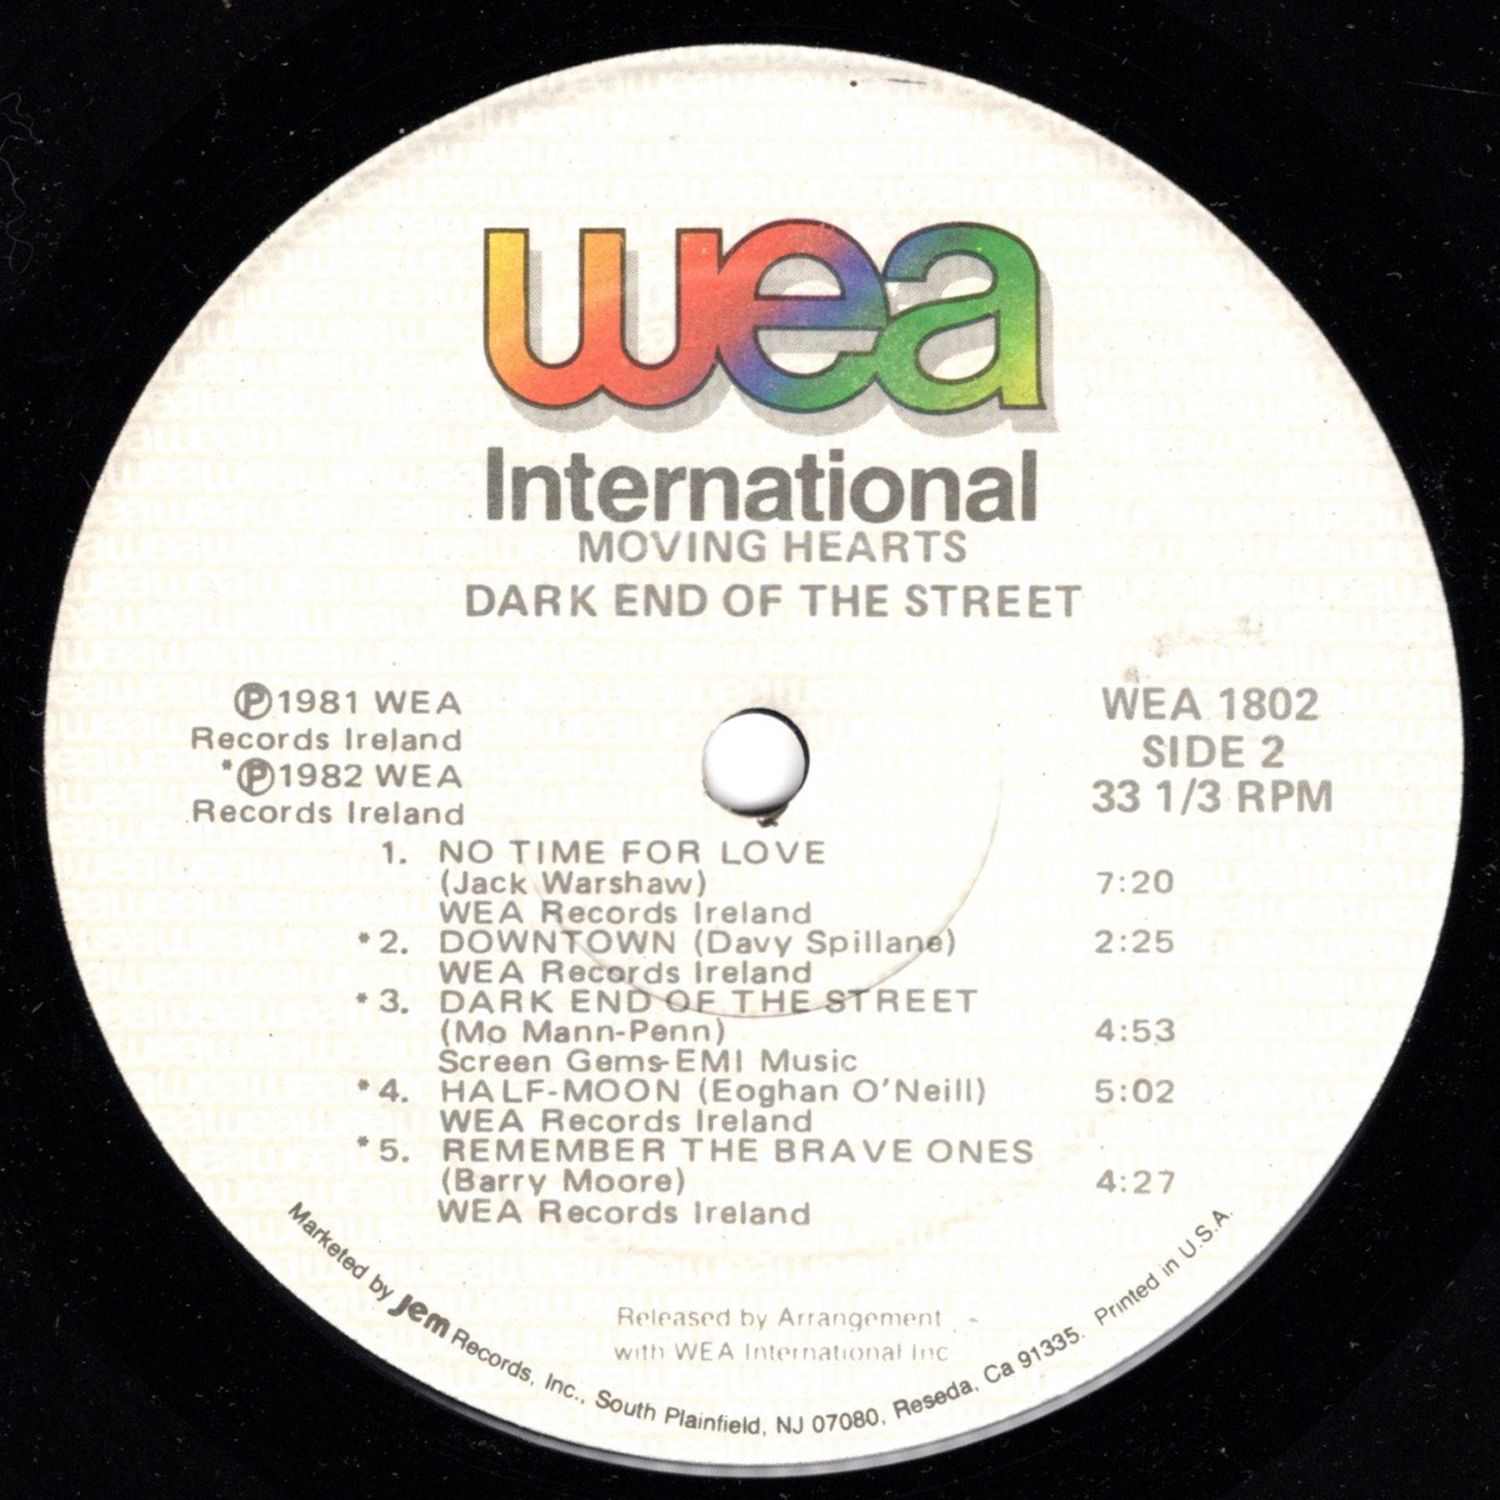 wea
International
MOVING HEARTS
DARK END OF THE STREET
℗1981 WEA
Records Ireland
*℗1982 WEA
Records Ireland
WEA 1802
SIDE 2
33 1/3 RPM
1. NO TIME FOR LOVE
(Jack Warshaw) 7:20
WEA Records Ireland
*2. DOWNTOWN (Davy Spillane) 2:25
WEA Records Ireland
*3. DARK END OF THE STREET
(Mo Mann-Penn) 4:53
Screen Gems-EMI Music
*4. HALF-MOON (Eoghan O'Neill) 5:02
WEA Records Ireland
*5. REMEMBER THE BRAVE ONES
(Barry Moore) 4:27
WEA Records Ireland
Released by Arrangement
with WEA International Inc
Marketed by Jem Records, Inc., South Plainfield, NJ 07080, Reseda, Ca 91335. Printed in U.S.A.